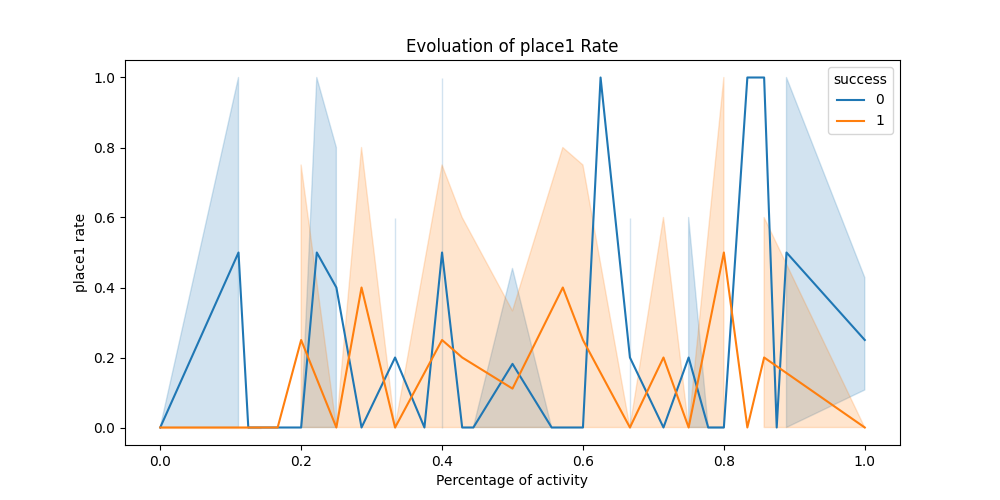 Evoluation of place1 Rate
success
0
1
1.0
0.8
0.6
0.4
0.2
0.0
place1 rate
0.0 0.2 0.4 0.6 0.8 1.0
Percentage of activity